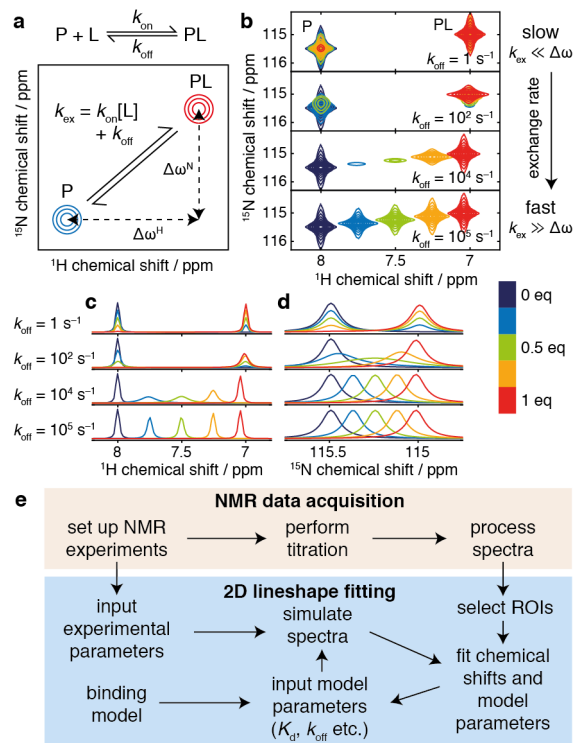 a
P + L
k_on
k_off
PL
15N chemical shift / ppm
k_ex = k_on[L]
+ k_off
PL
P
Δω^N
Δω^H
1H chemical shift / ppm
b
P
PL
115
116
k_off = 1 s⁻¹
115
116
k_off = 10² s⁻¹
115
116
k_off = 10⁴ s⁻¹
115
116
k_off = 10⁵ s⁻¹
15N chemical shift / ppm
8
7.5
7
1H chemical shift / ppm
slow
k_ex ≪ Δω
exchange rate
fast
k_ex ≫ Δω
c
k_off = 1 s⁻¹
k_off = 10² s⁻¹
k_off = 10⁴ s⁻¹
k_off = 10⁵ s⁻¹
8
7.5
7
1H chemical shift / ppm
d
115.5
115
15N chemical shift / ppm
0 eq
0.5 eq
1 eq
e
NMR data acquisition
set up NMR
experiments
perform
titration
process
spectra
2D lineshape fitting
input
experimental
parameters
simulate
spectra
select ROIs
fit chemical
shifts and
model
parameters
binding
model
input model
parameters
(K_d, k_off etc.)